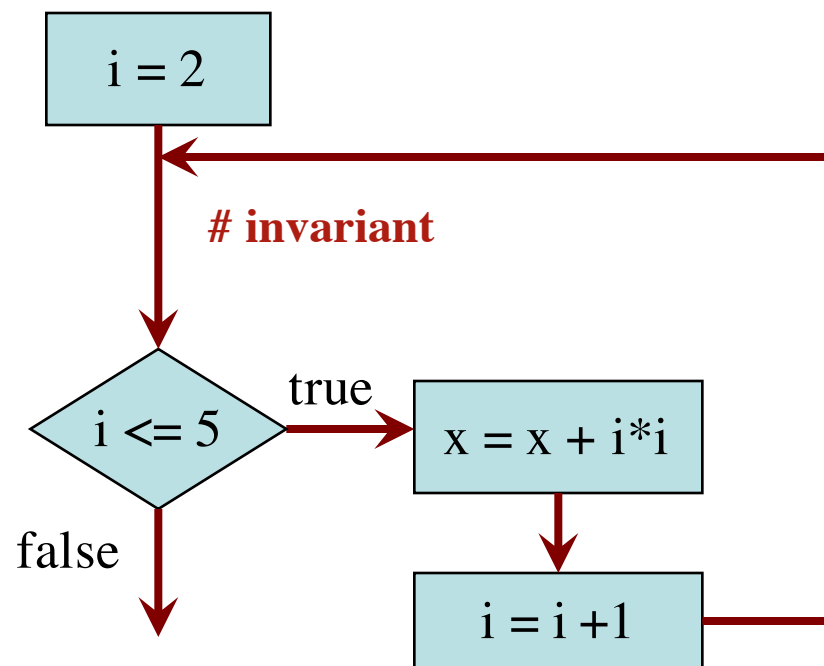 i = 2
# invariant
i <= 5
true
x = x + i*i
false
i = i +1